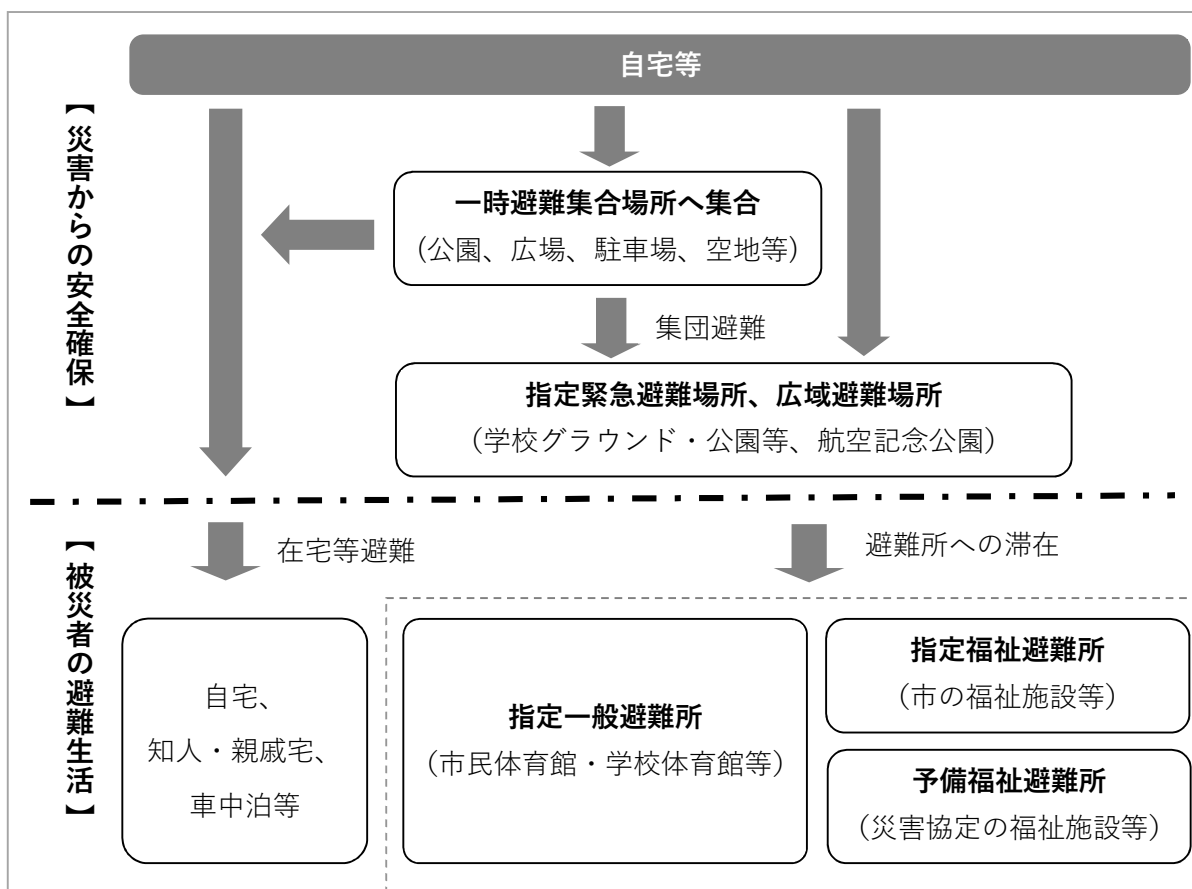 自宅等
【災害からの安全確保】
一時避難集合場所へ集合
（公園、広場、駐車場、空地等）
集団避難
指定緊急避難場所、広域避難場所
（学校グラウンド・公園等、航空記念公園）
【被災者の避難生活】
在宅等避難
避難所への滞在
自宅、
知人・親戚宅、
車中泊等
指定一般避難所
（市民体育館・学校体育館等）
指定福祉避難所
（市の福祉施設等）
予備福祉避難所
（災害協定の福祉施設等）